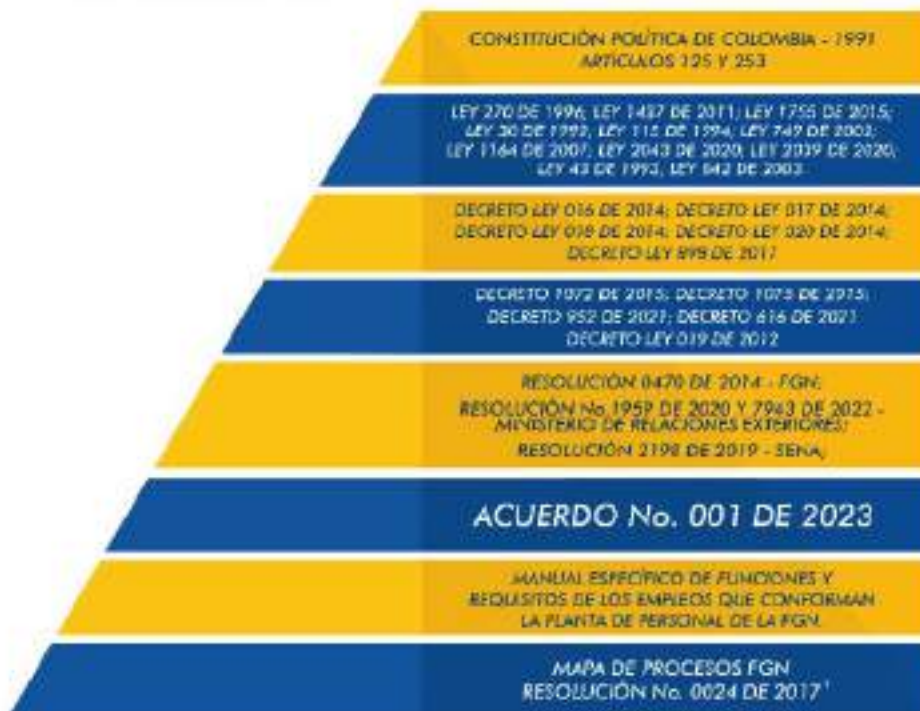 CONSTITUCIÓN POLÍTICA DE COLOMBIA - 1991
ARTÍCULOS 125 Y 253
LEY 270 DE 1996; LEY 1437 DE 2011; LEY 1755 DE 2015;
LEY 30 DE 1992; LEY 115 DE 1994; LEY 749 DE 2002;
LEY 1164 DE 2007; LEY 2043 DE 2020; LEY 2039 DE 2020;
LEY 43 DE 1993; LEY 842 DE 2003
DECRETO LEY 016 DE 2014; DECRETO LEY 017 DE 2014;
DECRETO LEY 018 DE 2014; DECRETO LEY 020 DE 2014;
DECRETO LEY 898 DE 2017
DECRETO 1072 DE 2015; DECRETO 1075 DE 2015;
DECRETO 952 DE 2021; DECRETO 616 DE 2021
DECRETO LEY 019 DE 2012
RESOLUCIÓN 0470 DE 2014 - FGN;
RESOLUCIÓN No 1959 DE 2020 Y 7943 DE 2022 -
MINISTERIO DE RELACIONES EXTERIORES;
RESOLUCIÓN 2198 DE 2019 - SENA;
ACUERDO No. 001 DE 2023
MANUAL ESPECÍFICO DE FUNCIONES Y
REQUISITOS DE LOS EMPLEOS QUE CONFORMAN
LA PLANTA DE PERSONAL DE LA FGN
MAPA DE PROCESOS FGN
RESOLUCIÓN No. 0024 DE 2017¹